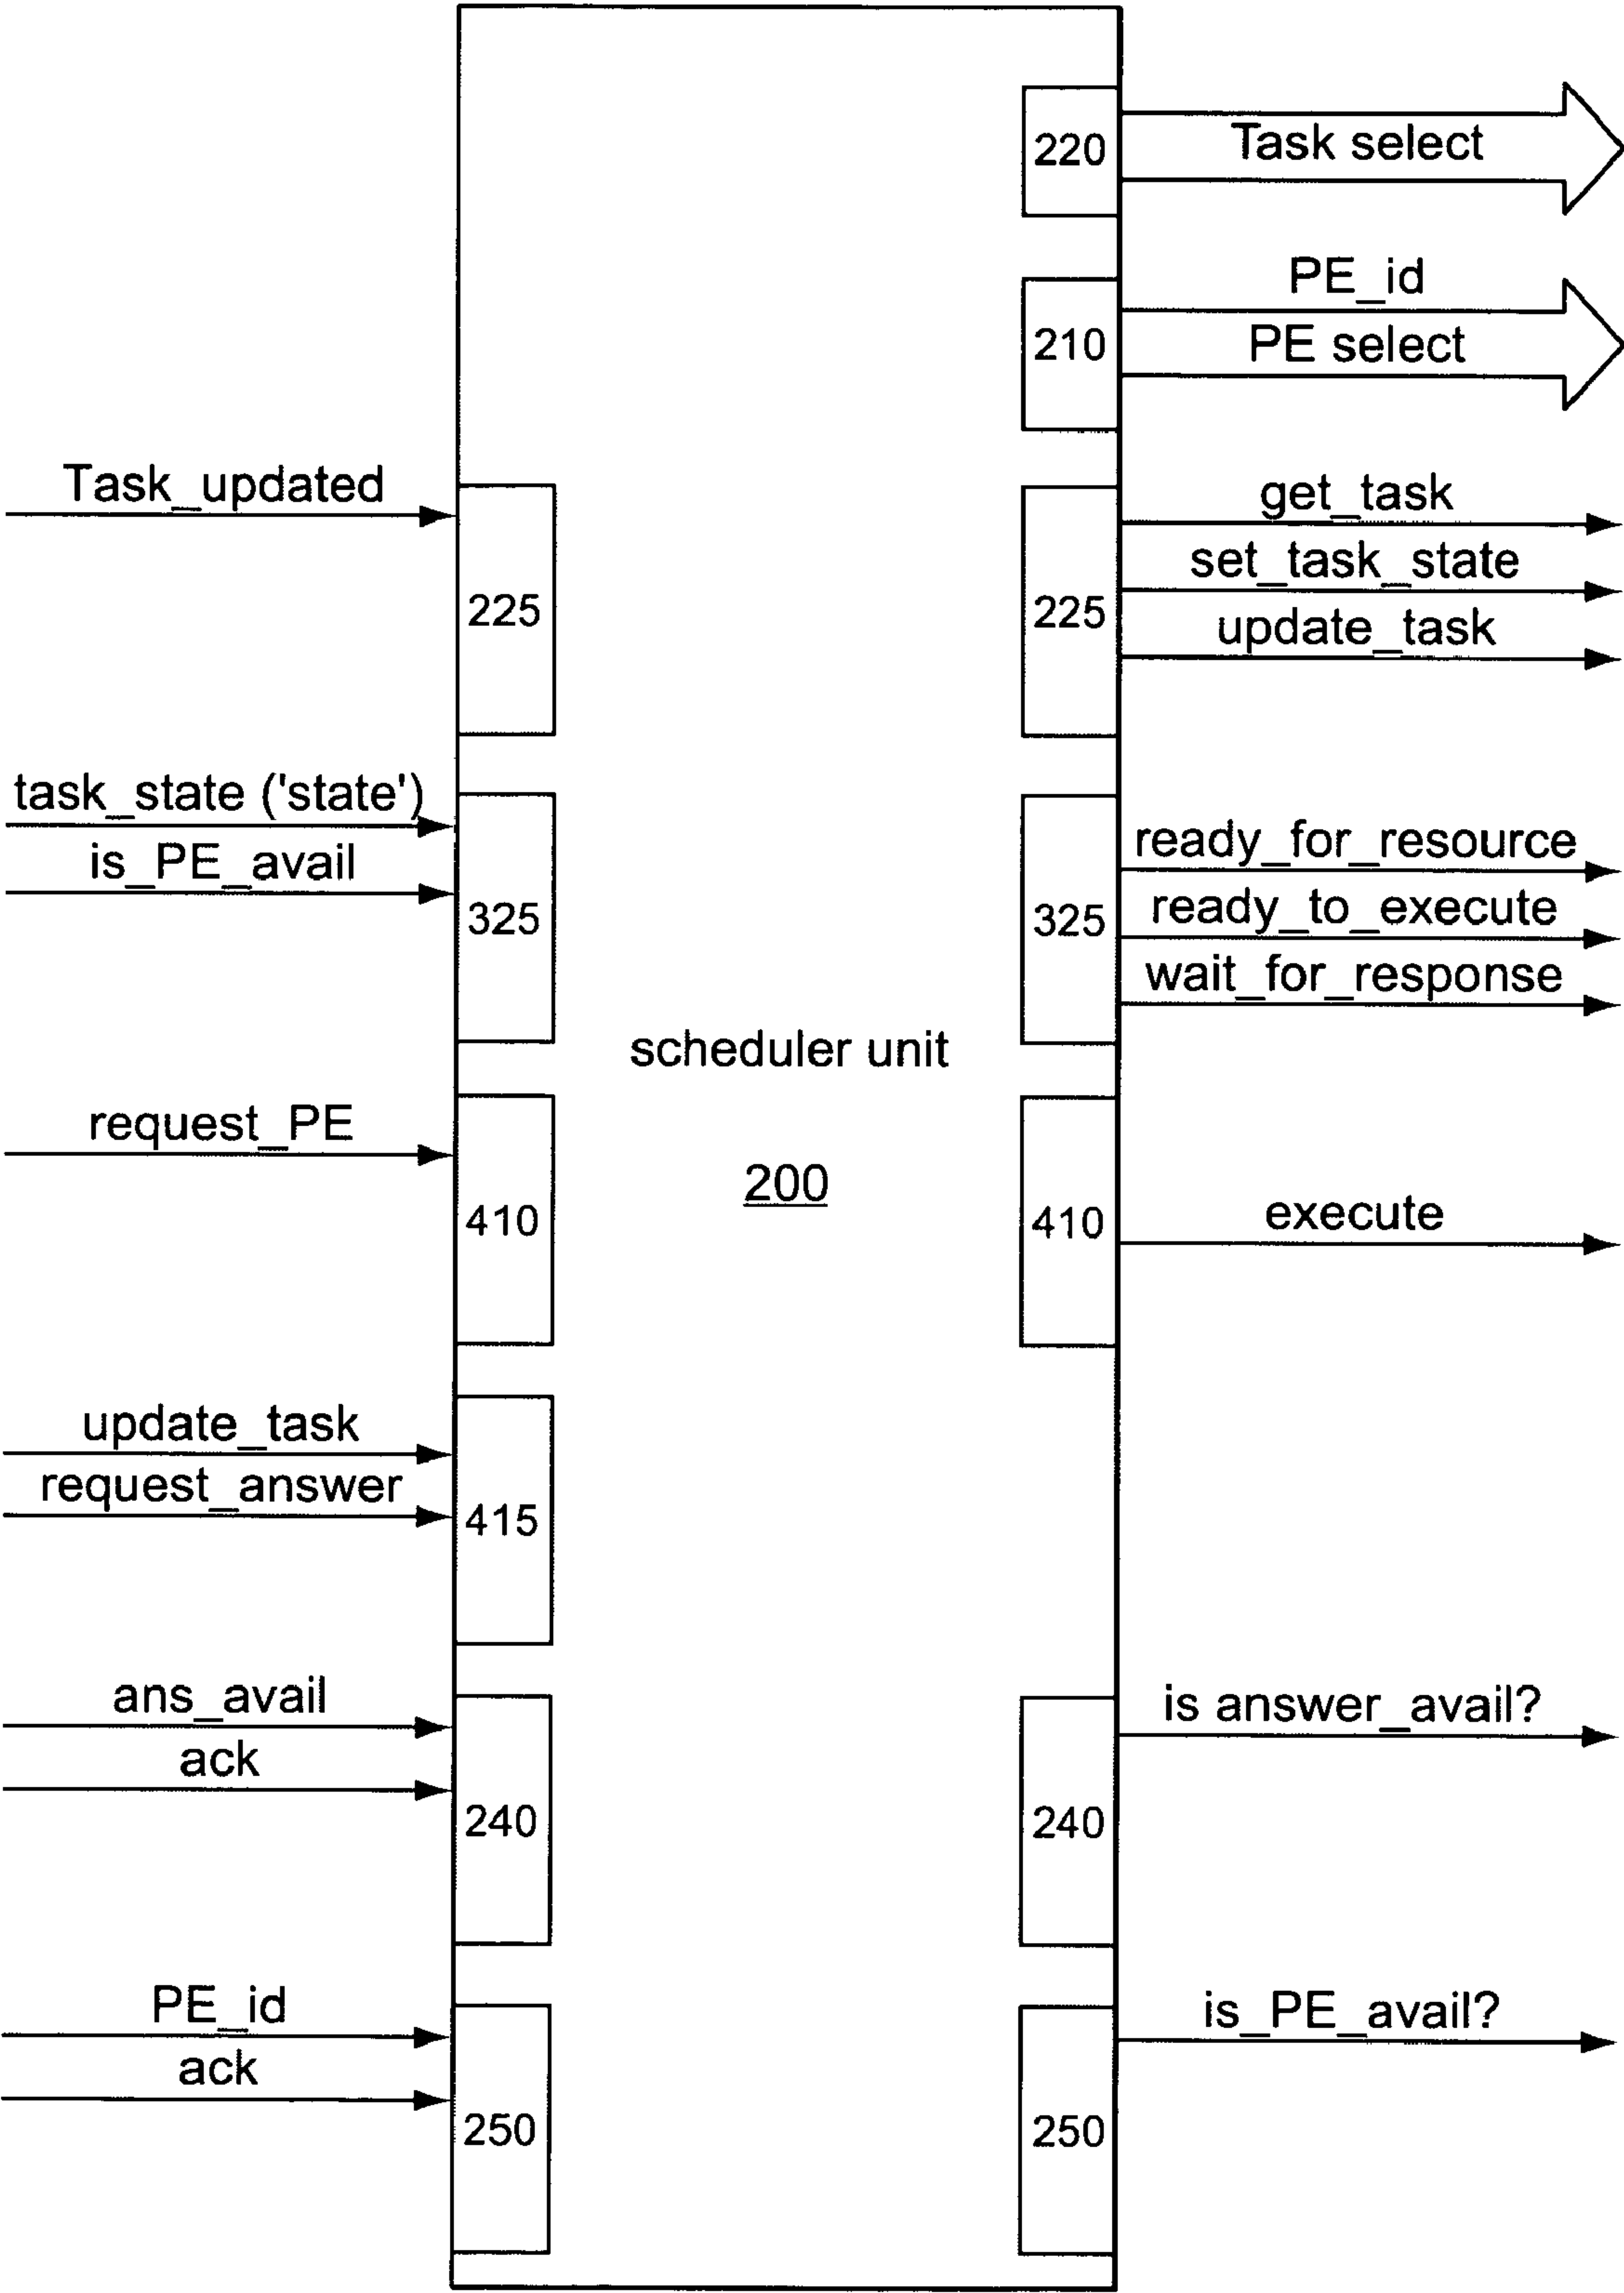 220
Task select
PE_id
210
PE select
Task_updated
225
225
get_task
set_task_state
update_task
task_state ('state')
is_PE_avail
325
325
ready_for_resource
ready_to_execute
wait_for_response
scheduler unit
200
request_PE
410
410
execute
update_task
request_answer
415
ans_avail
ack
240
240
is answer_avail?
PE_id
ack
250
250
is_PE_avail?